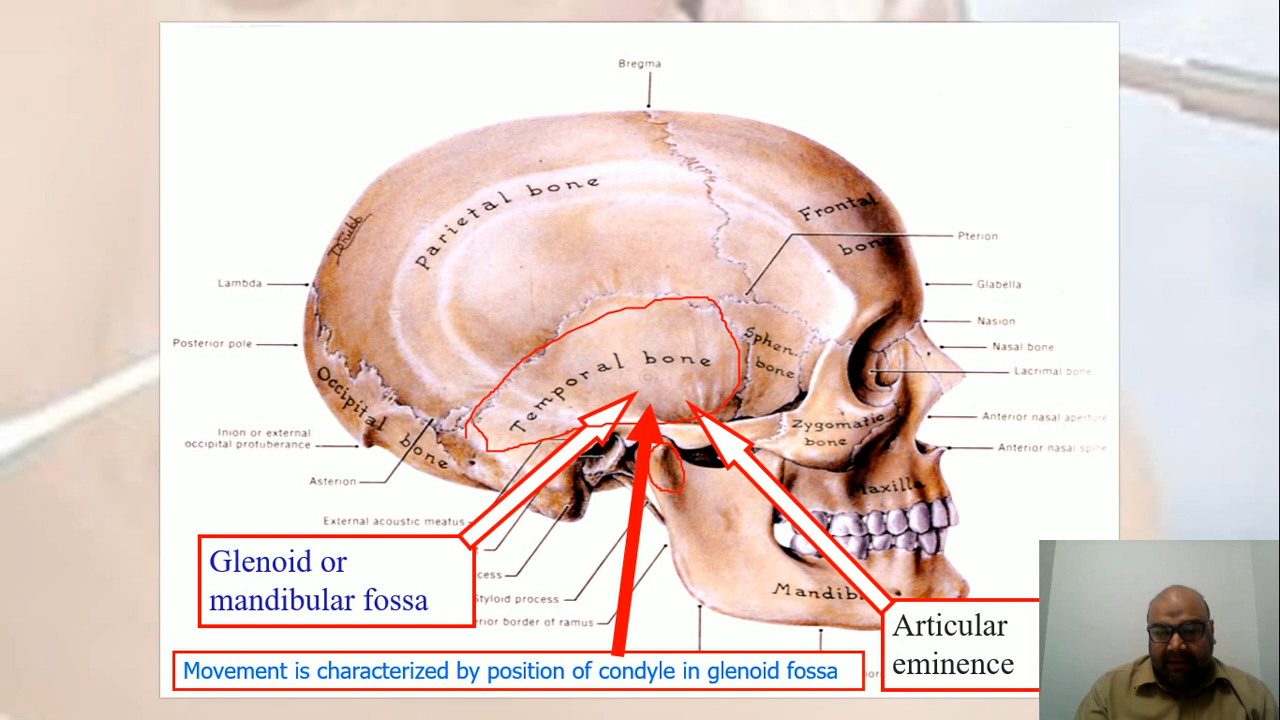 Bregma
Parietal bone
Frontal
bon
Pterion
Lambda
Glabella
Nasion
Posterior pole
Nasal bone
Lacrimal bone
Sphen.
bone
Temporal bone
Occipital bone
Zygomatic
bone
Anterior nasal aperture
Inion or external
occipital protuberance
Anterior nasal spine
Asterion
Maxilla
External acoustic meatus
Glenoid or
mandibular fossa
cess
Styloid process
Mandib
erior border of ramus
Articular
eminence
Movement is characterized by position of condyle in glenoid fossa